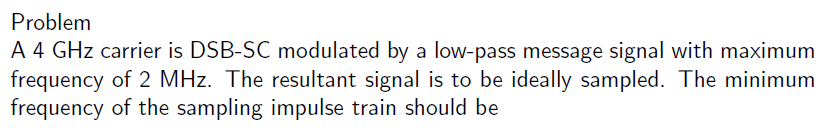 Problem
A 4 GHz carrier is DSB-SC modulated by a low-pass message signal with maximum
frequency of 2 MHz. The resultant signal is to be ideally sampled. The minimum
frequency of the sampling impulse train should be